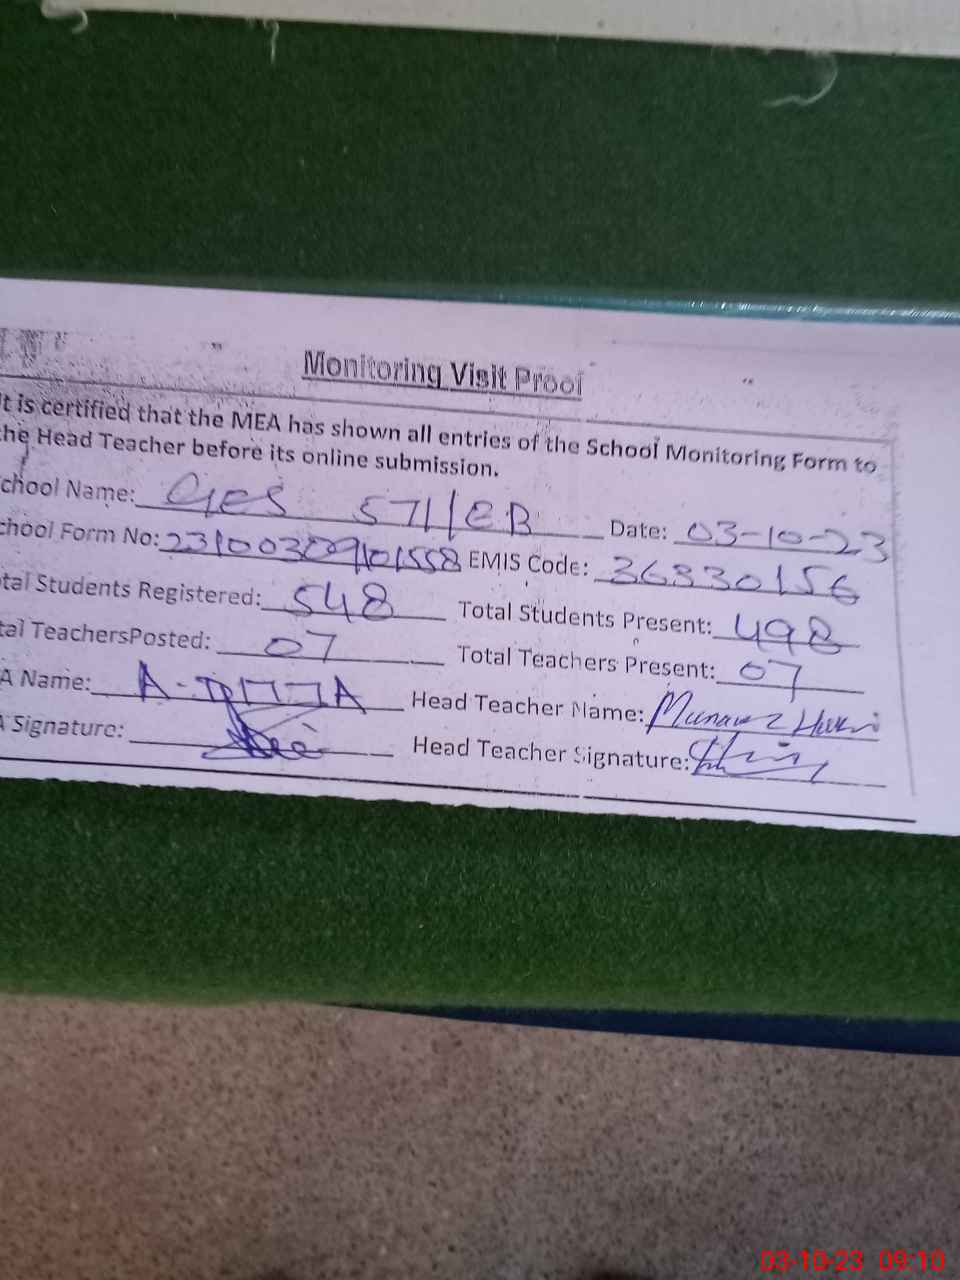 Monitoring Visit Proof
It is certified that the MEA has shown all entries of the School Monitoring Form to
the Head Teacher before its online submission.
chool Name: GES 571/EB Date: 03-10-23
chool Form No: EMIS Code: 36330156
tal Students Registered: 548 Total Students Present: 498
tal TeachersPosted: 07 Total Teachers Present: 07
A Name: Head Teacher Name:
A Signature: Head Teacher Signature:
03-10-23 09:10